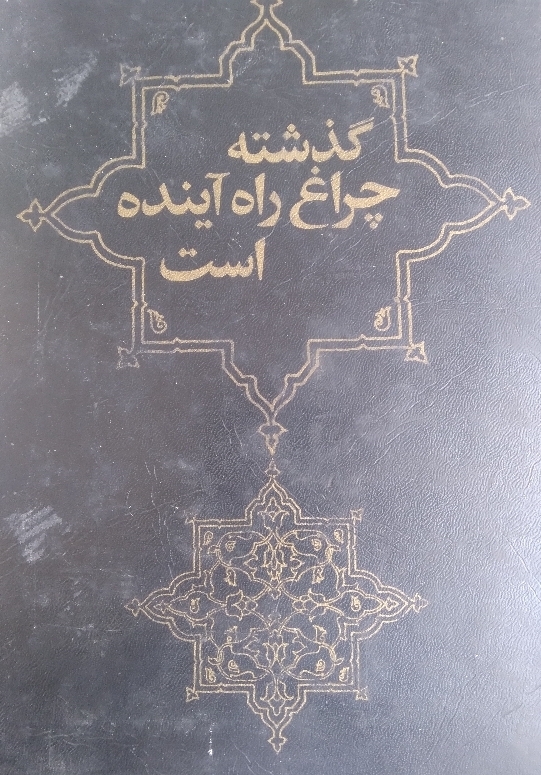 گذشته
چراغ راه آینده
است